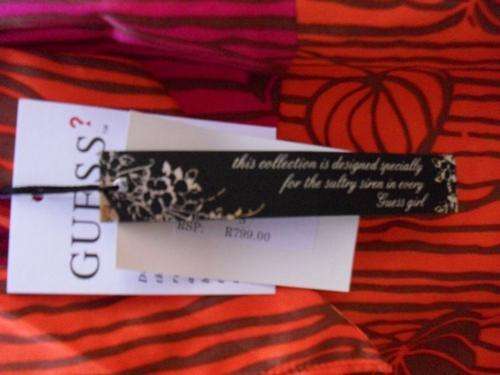 this collection is designed specially
for the sultry siren in every
Guess girl
GUESS?
RSP: R799.00